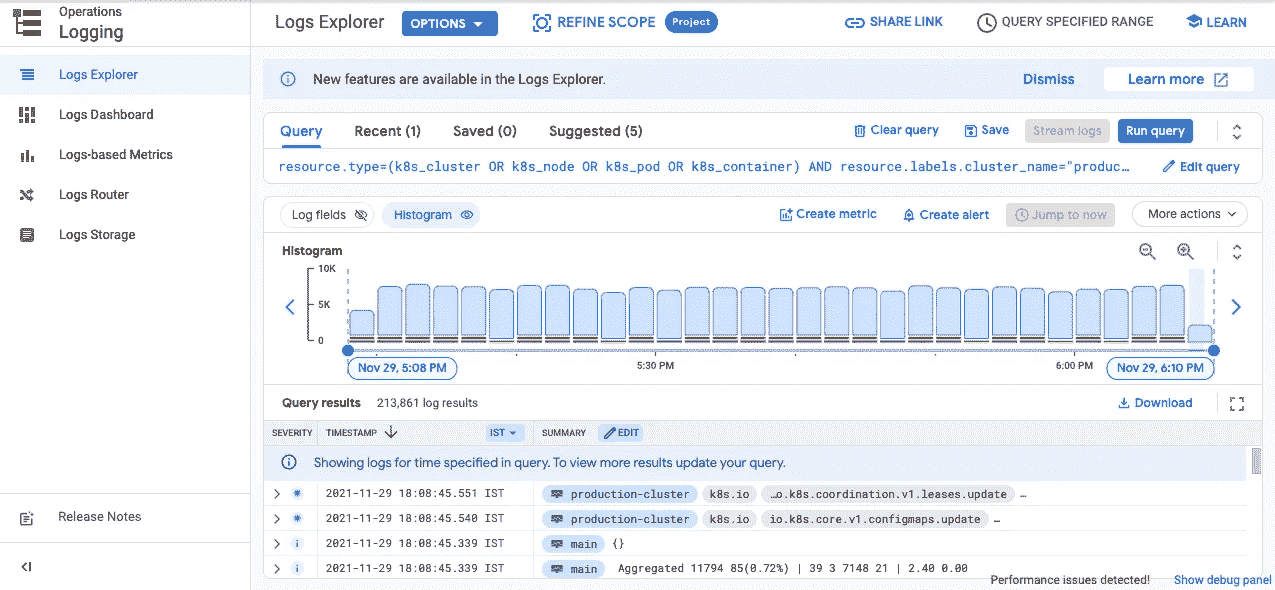 Operations
Logging
Logs Explorer OPTIONS REFINE SCOPE Project SHARE LINK QUERY SPECIFIED RANGE LEARN
Logs Explorer
Logs Dashboard
Logs-based Metrics
Logs Router
Logs Storage
Release Notes
New features are available in the Logs Explorer. Dismiss Learn more
Query Recent (1) Saved (0) Suggested (5) Clear query Save Stream logs Run query
resource.type=(k8s_cluster OR k8s_node OR k8s_pod OR k8s_container) AND resource.labels.cluster_name="produc… Edit query
Log fields Histogram Create metric Create alert Jump to now More actions
Histogram
10K
5K
0
Nov 29, 5:08 PM 5:30 PM 6:00 PM Nov 29, 6:10 PM
Query results 213,861 log results Download
SEVERITY TIMESTAMP IST SUMMARY EDIT
Showing logs for time specified in query. To view more results update your query.
2021-11-29 18:08:45.551 IST production-cluster k8s.io …o.k8s.coordination.v1.leases.update …
2021-11-29 18:08:45.540 IST production-cluster k8s.io io.k8s.core.v1.configmaps.update …
2021-11-29 18:08:45.339 IST main {}
2021-11-29 18:08:45.339 IST main Aggregated 11794 85(0.72%) | 39 3 7148 21 | 2.40 0.00
Performance issues detected! Show debug panel